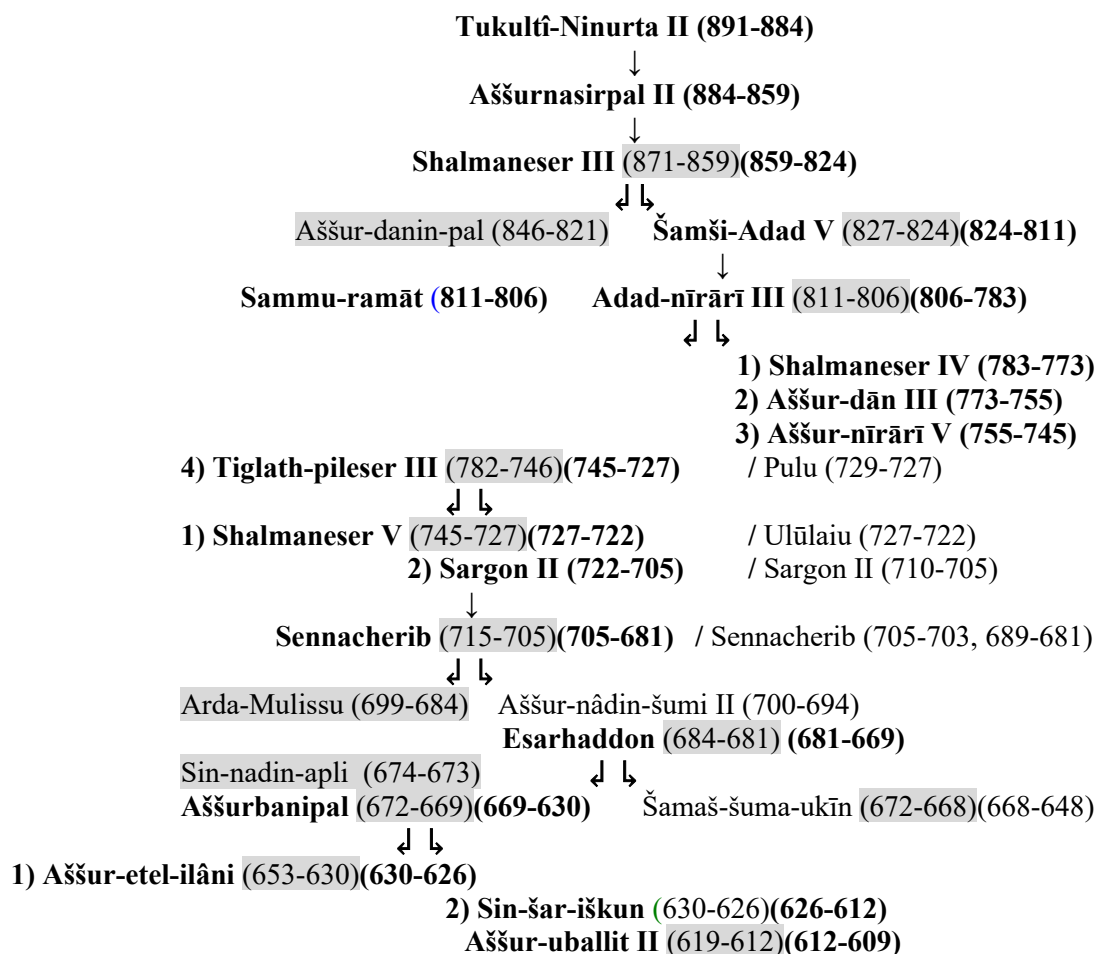 Tukultî-Ninurta II (891-884)
↓
Aššurnasirpal II (884-859)
↓
Shalmaneser III (871-859)(859-824)
↲ ↳
Aššur-danin-pal (846-821) Šamši-Adad V (827-824)(824-811)
↓
Sammu-ramāt (811-806) Adad-nīrārī III (811-806)(806-783)
↲ ↳
1) Shalmaneser IV (783-773)
2) Aššur-dān III (773-755)
3) Aššur-nīrārī V (755-745)
4) Tiglath-pileser III (782-746)(745-727) / Pulu (729-727)
↲ ↳
1) Shalmaneser V (745-727)(727-722) / Ulūlaiu (727-722)
2) Sargon II (722-705) / Sargon II (710-705)
↓
Sennacherib (715-705)(705-681) / Sennacherib (705-703, 689-681)
↲ ↳
Arda-Mulissu (699-684) Aššur-nâdin-šumi II (700-694)
Esarhaddon (684-681) (681-669)
Sin-nadin-apli (674-673) ↲ ↳
Aššurbanipal (672-669)(669-630) Šamaš-šuma-ukīn (672-668)(668-648)
↲ ↳
1) Aššur-etel-ilâni (653-630)(630-626)
2) Sin-šar-iškun (630-626)(626-612)
Aššur-uballit II (619-612)(612-609)